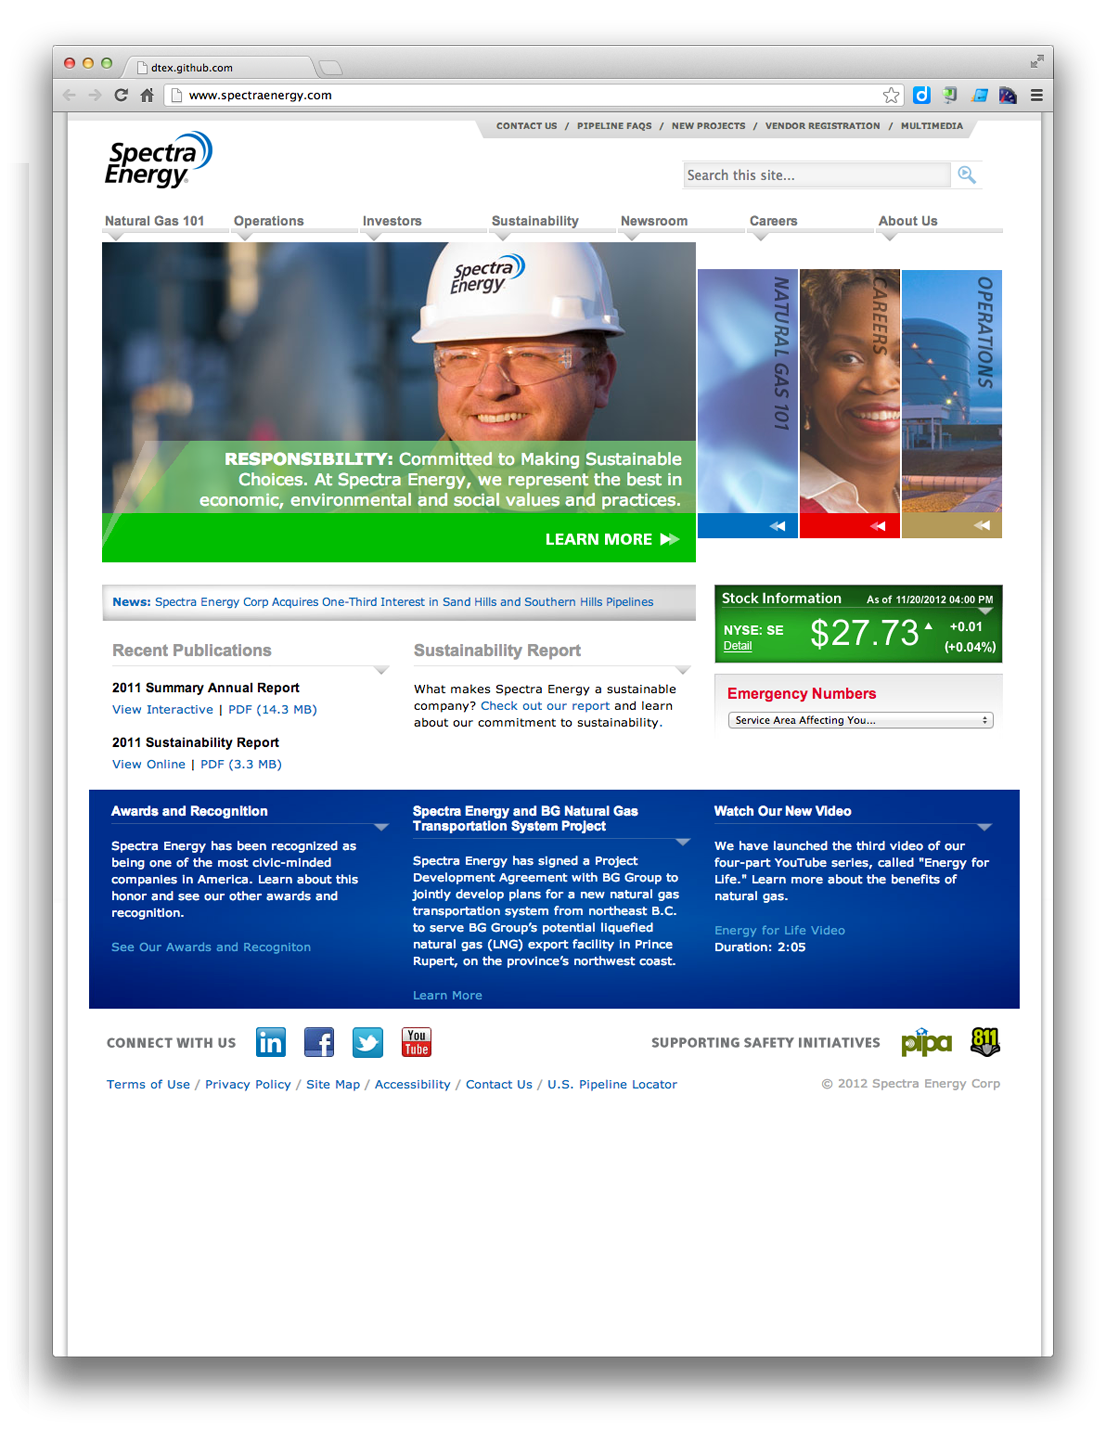 dtex.github.com
www.spectraenergy.com
CONTACT US / PIPELINE FAQS / NEW PROJECTS / VENDOR REGISTRATION / MULTIMEDIA
Spectra
Energy
Search this site...
Natural Gas 101 Operations Investors Sustainability Newsroom Careers About Us
Spectra
Energy
NATURAL GAS 101
CAREERS
OPERATIONS
RESPONSIBILITY: Committed to Making Sustainable
Choices. At Spectra Energy, we represent the best in
economic, environmental and social values and practices.
LEARN MORE
News: Spectra Energy Corp Acquires One-Third Interest in Sand Hills and Southern Hills Pipelines
Stock Information As of 11/20/2012 04:00 PM
NYSE: SE $27.73 +0.01
Detail (+0.04%)
Recent Publications
2011 Summary Annual Report
View Interactive | PDF (14.3 MB)
2011 Sustainability Report
View Online | PDF (3.3 MB)
Sustainability Report
What makes Spectra Energy a sustainable
company? Check out our report and learn
about our commitment to sustainability.
Emergency Numbers
Service Area Affecting You...
Awards and Recognition
Spectra Energy has been recognized as
being one of the most civic-minded
companies in America. Learn about this
honor and see our other awards and
recognition.
See Our Awards and Recogniton
Spectra Energy and BG Natural Gas
Transportation System Project
Spectra Energy has signed a Project
Development Agreement with BG Group to
jointly develop plans for a new natural gas
transportation system from northeast B.C.
to serve BG Group's potential liquefied
natural gas (LNG) export facility in Prince
Rupert, on the province's northwest coast.
Learn More
Watch Our New Video
We have launched the third video of our
four-part YouTube series, called "Energy for
Life." Learn more about the benefits of
natural gas.
Energy for Life Video
Duration: 2:05
CONNECT WITH US in f You Tube
SUPPORTING SAFETY INITIATIVES pipa 811
Terms of Use / Privacy Policy / Site Map / Accessibility / Contact Us / U.S. Pipeline Locator
© 2012 Spectra Energy Corp